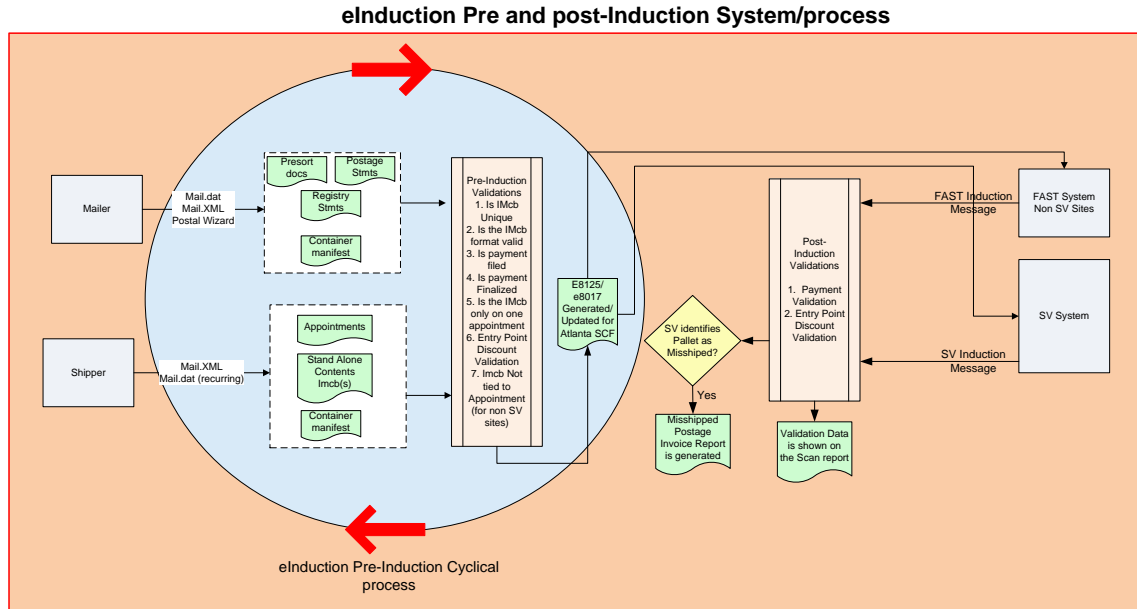 eInduction Pre and post-Induction System/process
Mailer
Mail.dat
Mail.XML
Postal Wizard
Presort
docs
Postage
Stmts
Registry
Stmts
Container
manifest
Shipper
Mail.XML
Mail.dat (recurring)
Appointments
Stand Alone
Contents
Imcb(s)
Container
manifest
Pre-Induction
Validations
1. Is IMcb
Unique
2. Is the IMcb
format valid
3. Is payment
filed
4. Is payment
Finalized
5. Is the IMcb
only on one
appointment
6. Entry Point
Discount
Validation
7. Imcb Not
tied to
Appointment
(for non SV
sites)
E8125/
e8017
Generated/
Updated for
Atlanta SCF
SV identifies
Pallet as
Misshiped?
Yes
Misshipped
Postage
Invoice Report
is generated
Post-
Induction
Validations
1. Payment
Validation
2. Entry Point
Discount
Validation
Validation Data
is shown on
the Scan report
FAST Induction
Message
FAST System
Non SV Sites
SV System
SV Induction
Message
eInduction Pre-Induction Cyclical
process